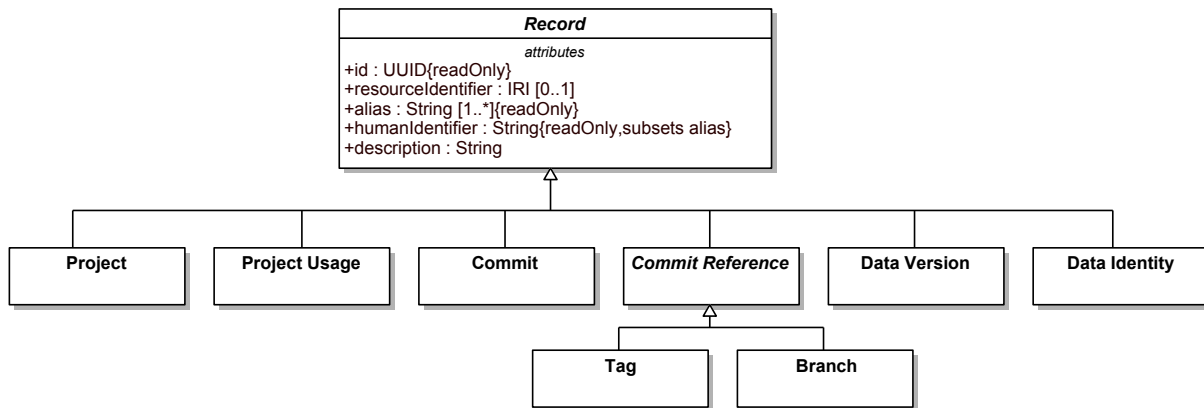 Record
attributes
+id : UUID{readOnly}
+resourceIdentifier : IRI [0..1]
+alias : String [1..*]{readOnly}
+humanIdentifier : String{readOnly,subsets alias}
+description : String
Project
Project Usage
Commit
Commit Reference
Data Version
Data Identity
Tag
Branch